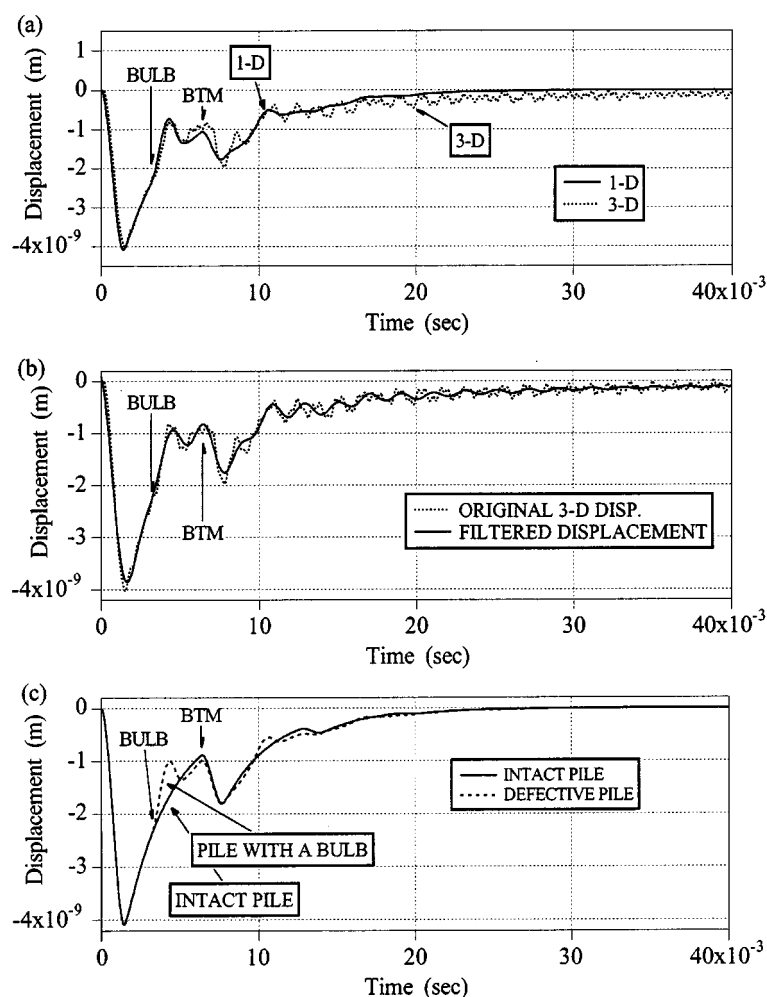 (a)
1
0
-1
-2
-3
-4x10-9
Displacement (m)
BULB
BTM
1-D
3-D
1-D
3-D
0
10
20
30
40x10-3
Time (sec)
(b)
0
-1
-2
-3
-4x10-9
Displacement (m)
BULB
BTM
ORIGINAL 3-D DISP.
FILTERED DISPLACEMENT
0
10
20
30
40x10-3
Time (sec)
(c)
0
-1
-2
-3
-4x10-9
Displacement (m)
BULB
BTM
PILE WITH A BULB
INTACT PILE
INTACT PILE
DEFECTIVE PILE
0
10
20
30
40x10-3
Time (sec)